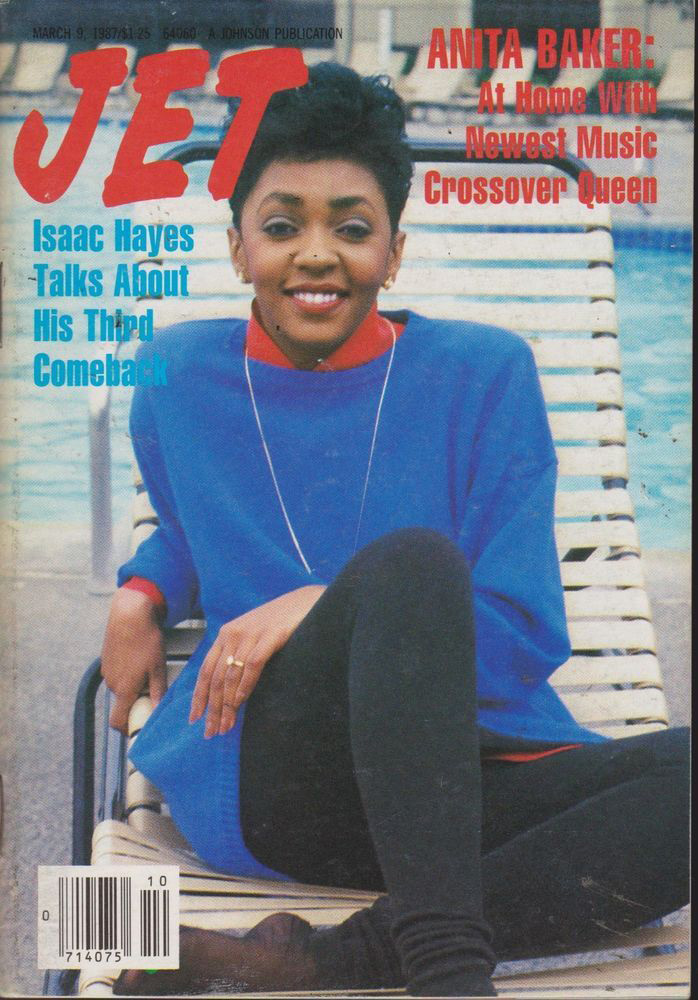 MARCH 9, 1987/$1.25 64060 A JOHNSON PUBLICATION
JET
ANITA BAKER:
At Home With
Newest Music
Crossover Queen
Isaac Hayes
Talks About
His Third
Comeback
10
0
714075